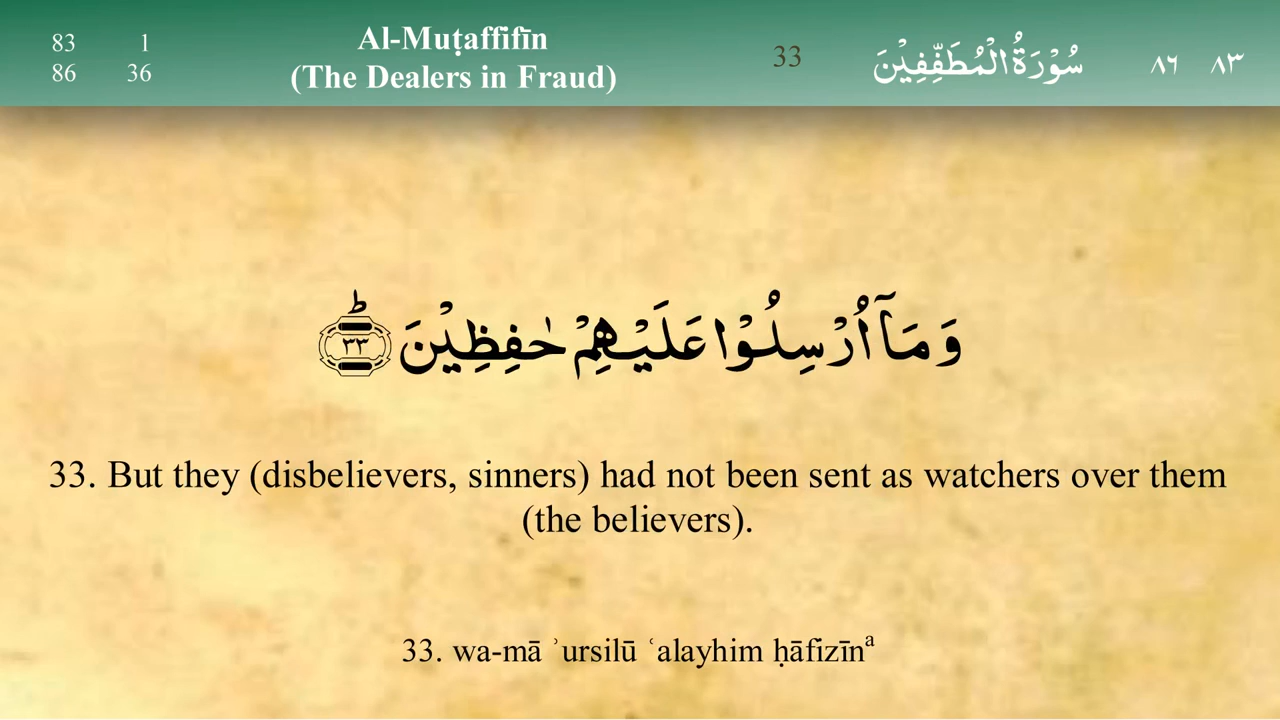 83 1
86 36
Al-Muṭaffifīn
(The Dealers in Fraud)
33
سُوْرَةُ الْمُطَفِّفِيْنَ
٨٦ ٨٣
وَمَآ اُرْسِلُوْا عَلَيْهِمْ حٰفِظِيْنَ ؕ ٣٣
33. But they (disbelievers, sinners) had not been sent as watchers over them
(the believers).
33. wa-mā ʾursilū ʿalayhim ḥāfizīnᵃ